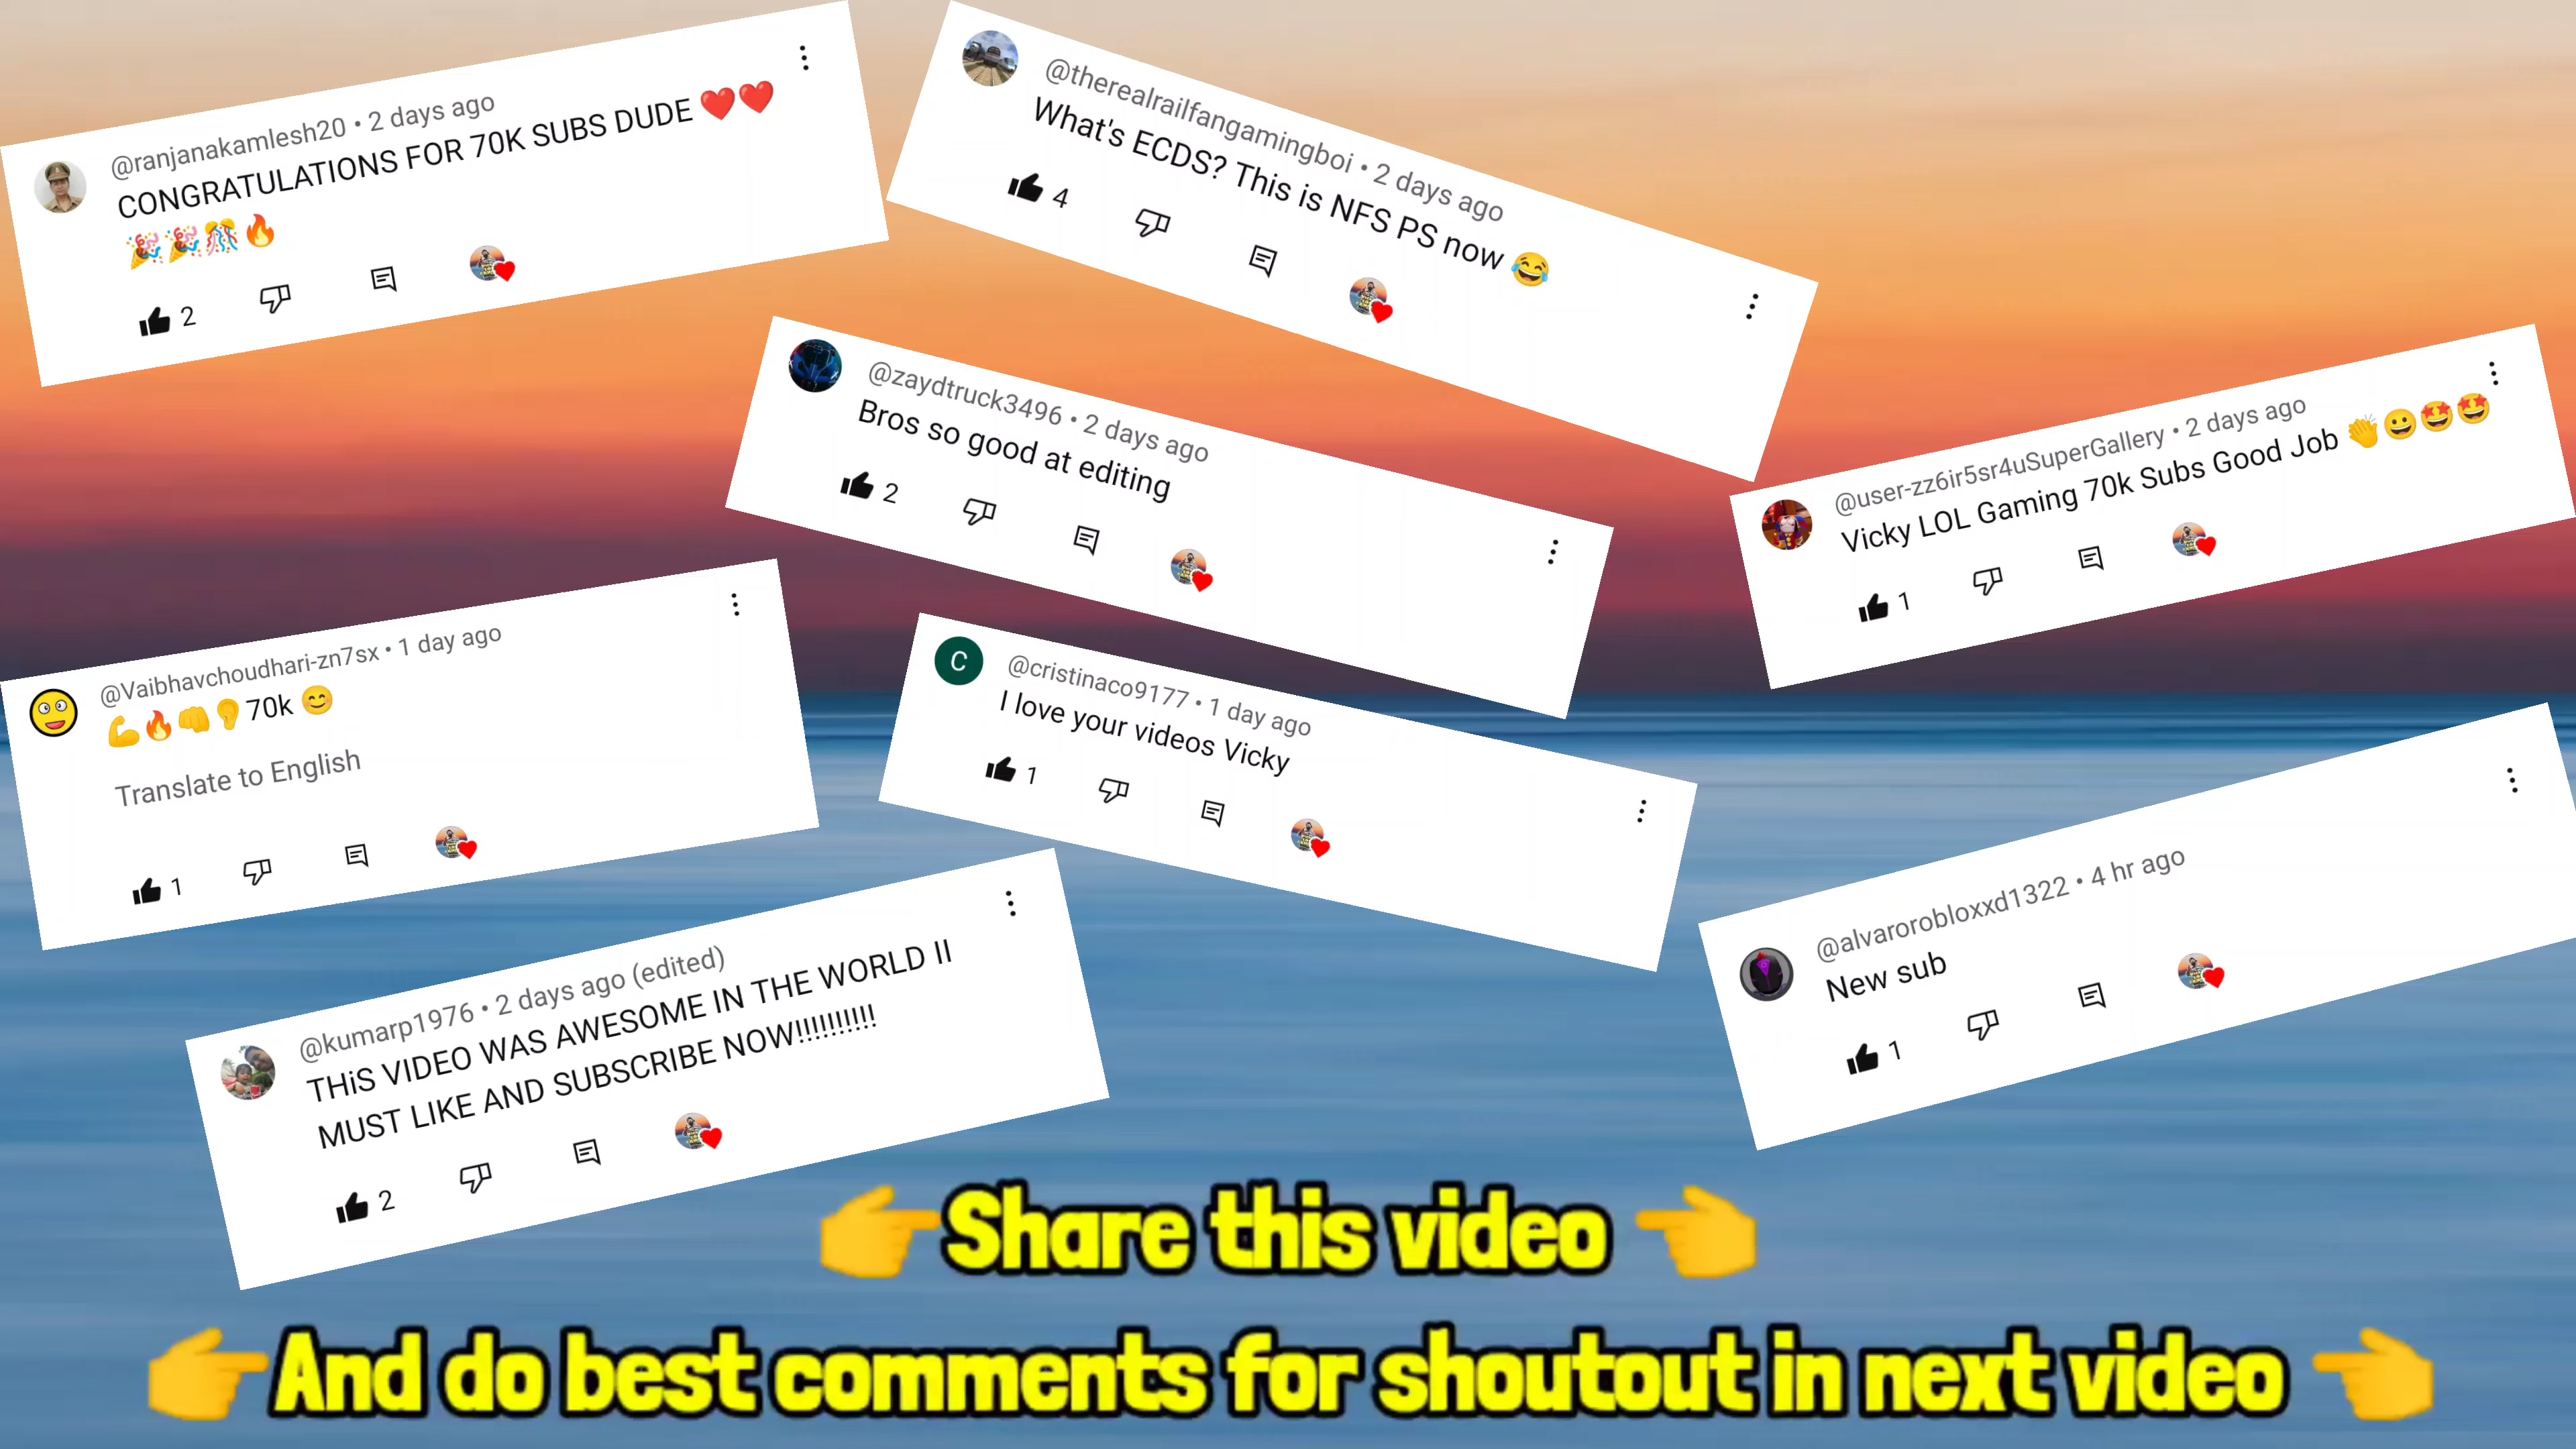 @ranjanakamlesh20 • 2 days ago
CONGRATULATIONS FOR 70K SUBS DUDE ❤️❤️
🎉🎉🎊🔥
2
@therealrailfangamingboi • 2 days ago
What's ECDS? This is NFS PS now 😂
4
@zaydtruck3496 • 2 days ago
Bros so good at editing
2
@user-zz6ir5sr4uSuperGallery • 2 days ago
Vicky LOL Gaming 70k Subs Good Job 👏😀🤩🤩
1
@Vaibhavchoudhari-zn7sx • 1 day ago
💪🔥👊👂70k 😊
Translate to English
1
C
@cristinaco9177 • 1 day ago
I love your videos Vicky
1
@alvarorobloxxd1322 • 4 hr ago
New sub
1
@kumarp1976 • 2 days ago (edited)
THiS VIDEO WAS AWESOME IN THE WORLD II
MUST LIKE AND SUBSCRIBE NOW!!!!!!!!!!
2
👉Share this video 👈
👉And do best comments for shoutout in next video 👈